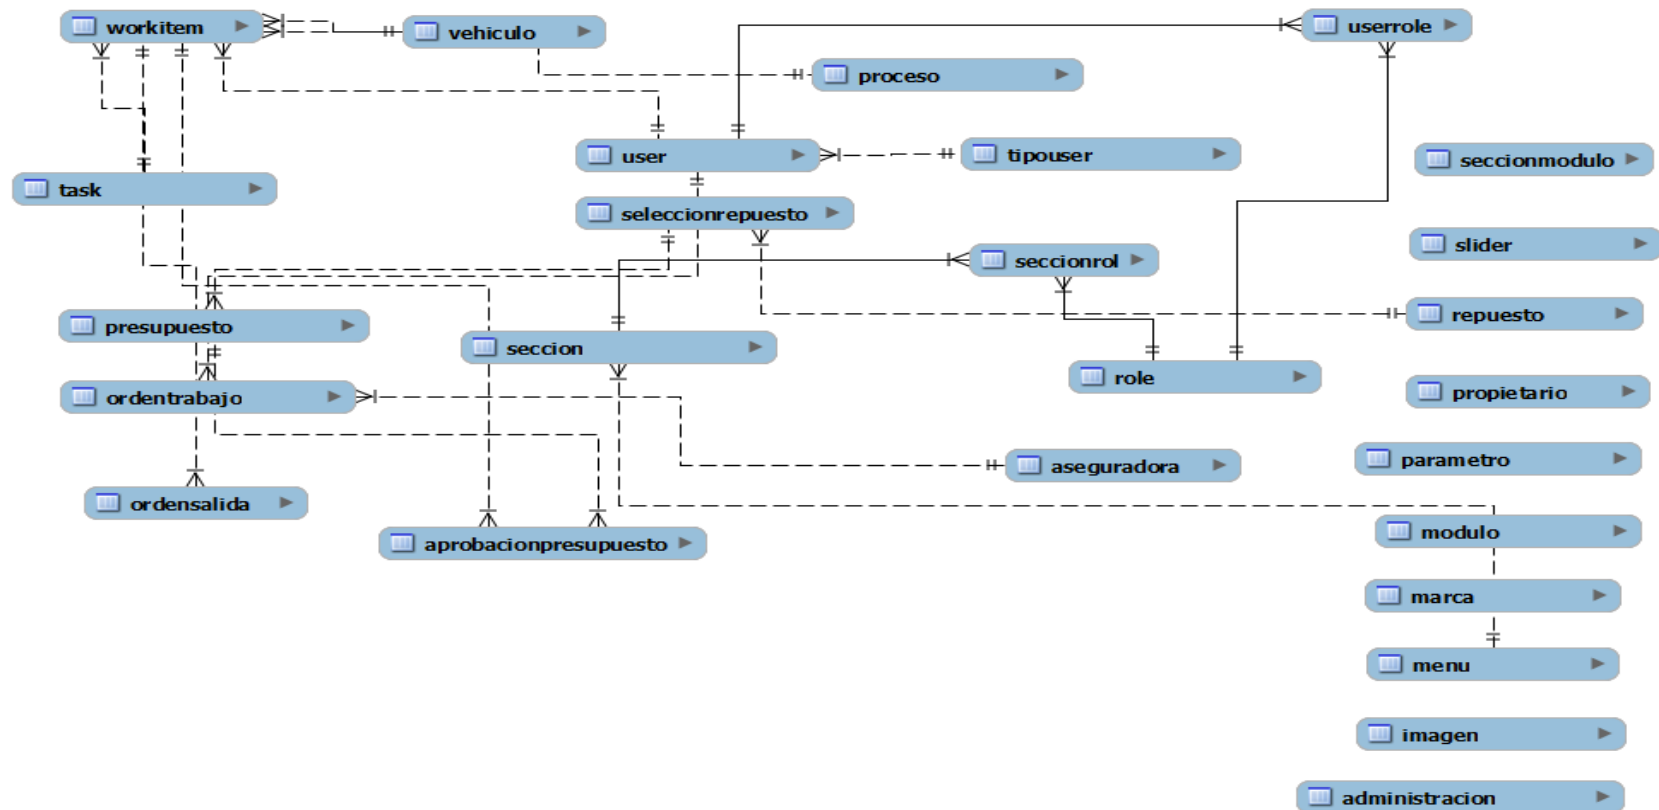 workitem
vehiculo
userrole
proceso
user
tipouser
seccionmodulo
task
seleccionrepuesto
slider
seccionrol
presupuesto
seccion
repuesto
role
ordentrabajo
propietario
aseguradora
parametro
ordensalida
aprobacionpresupuesto
modulo
marca
menu
imagen
administracion